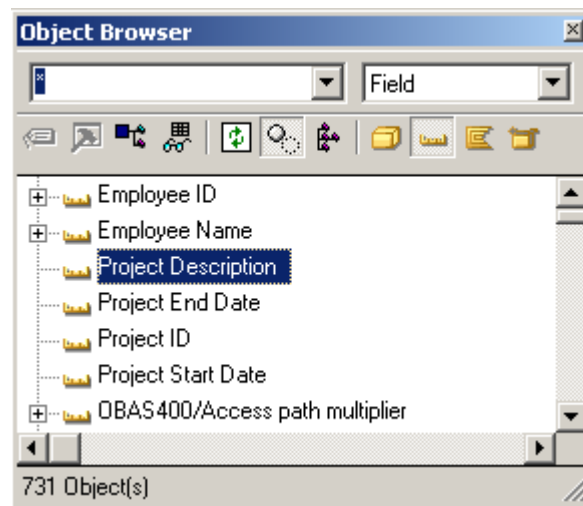 Object Browser
* Field
Employee ID
Employee Name
Project Description
Project End Date
Project ID
Project Start Date
OBAS400/Access path multiplier
731 Object(s)